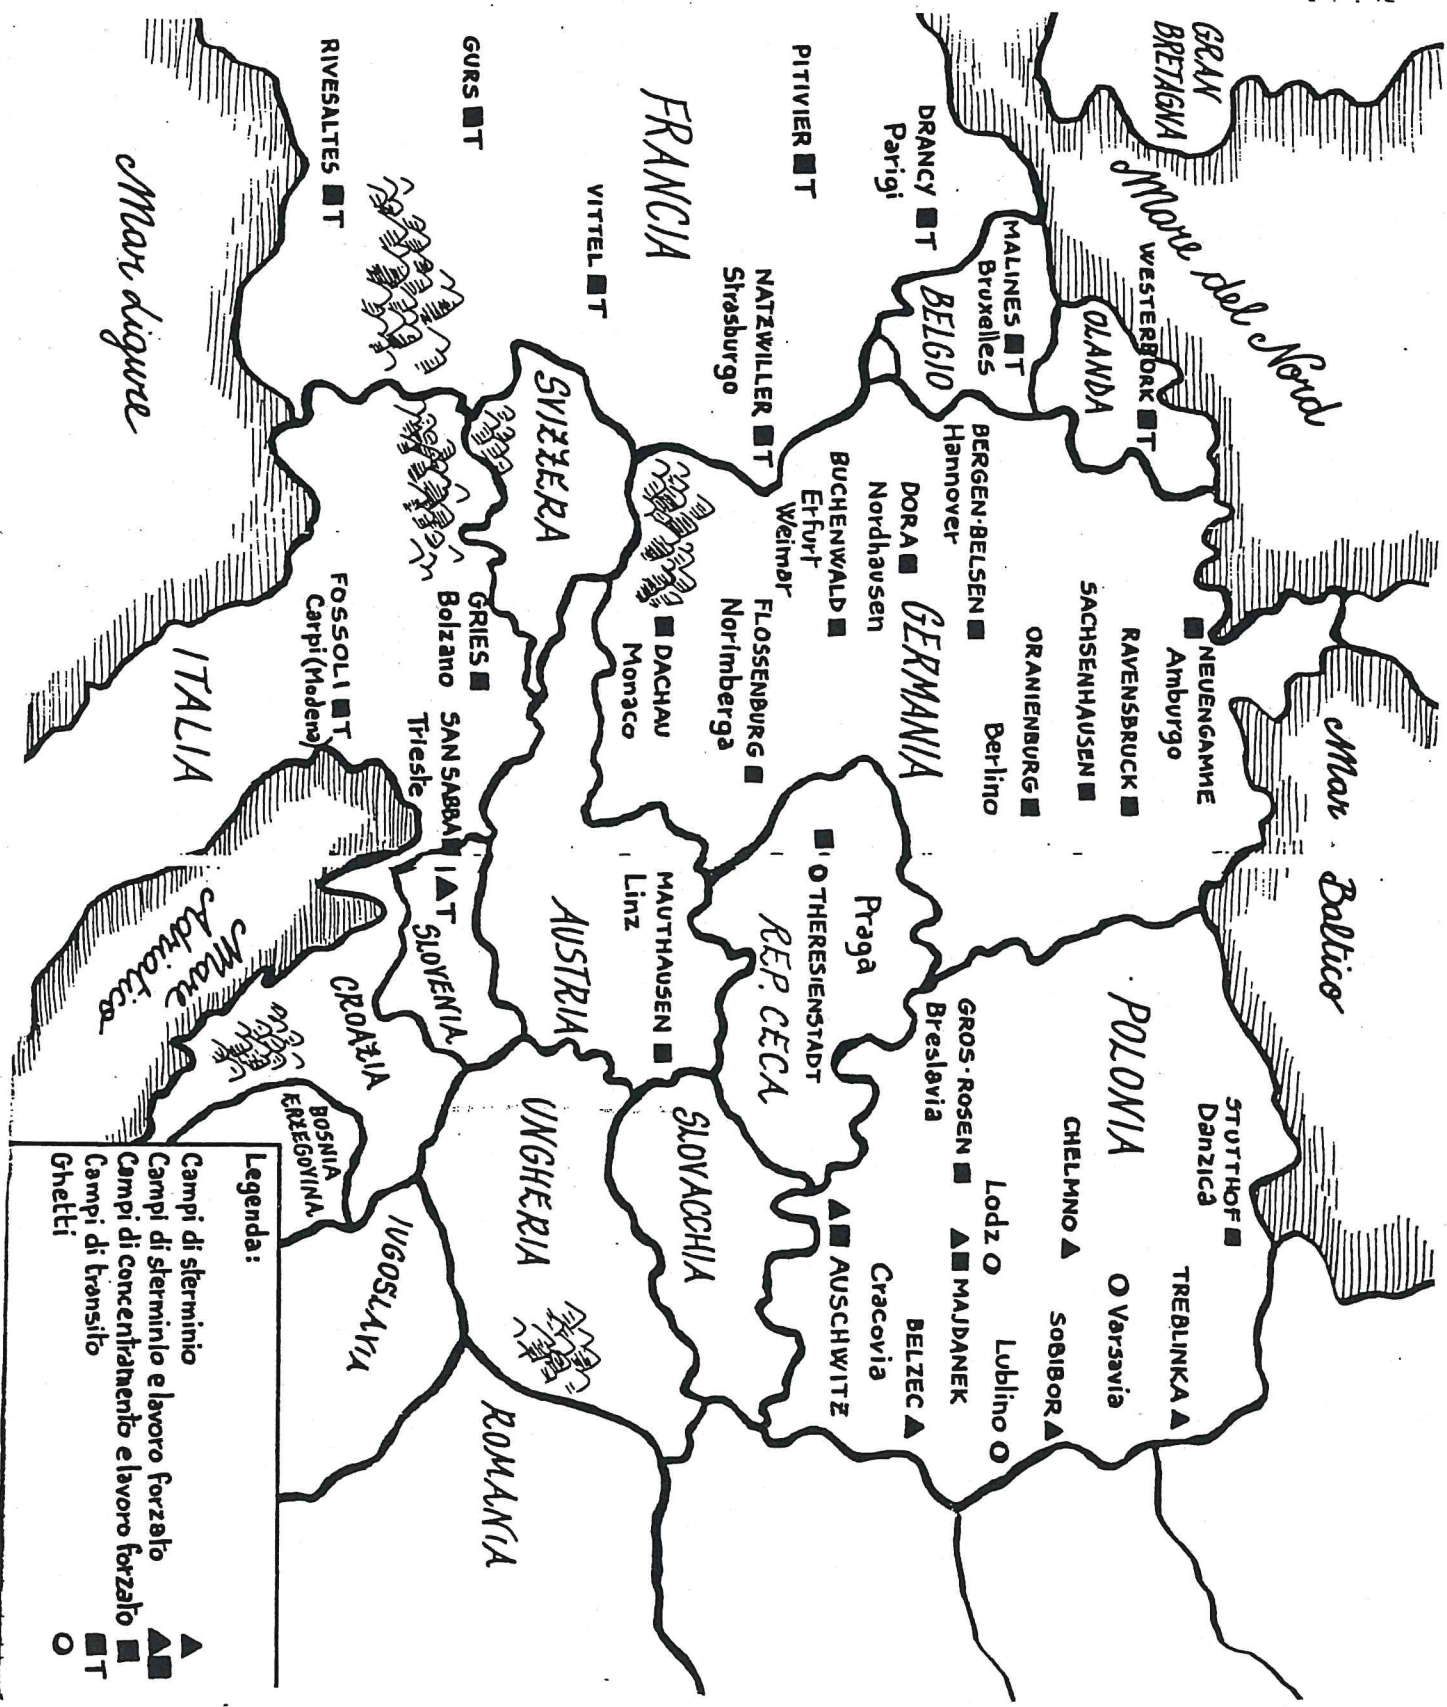 GRAN
BRETAGNA
Mare del Nord
Mar Baltico
WESTERBORK T
OLANDA
NEUENGAMME
Amburgo
RAVENSBRUCK
SACHSENHAUSEN
ORANIENBURG
Berlino
STUTTHOF
Danzica
TREBLINKA
POLONIA
Varsavia
CHELMNO
SOBIBOR
Lodz
Lublino
MALINES T
Bruxelles
BELGIO
BERGEN-BELSEN
Hannover
DORA
Nordhausen
GERMANIA
GROS-ROSEN
Breslavia
MAJDANEK
BELZEC
DRANCY T
Parigi
BUCHENWALD
Erfurt
Weimar
Praga
THERESIENSTADT
REP. CECA
AUSCHWITZ
Cracovia
PITIVIER T
NATZWILLER T
Strasburgo
FLOSSENBURG
Norimberga
FRANCIA
DACHAU
Monaco
MAUTHAUSEN
Linz
SLOVACCHIA
VITTEL T
SVIZZERA
AUSTRIA
UNGHERIA
ROMANIA
GURS T
GRIES
Bolzano
SAN SABBA T
Trieste
SLOVENIA
RIVESALTES T
FOSSOLI T
Carpi (Modena)
CROAZIA
IUGOSLAVIA
BOSNIA
ERZEGOVINA
ITALIA
Mar Ligure
Mare
Adriatico
Legenda:
Campi di sterminio
Campi di sterminio e lavoro forzato
Campi di concentramento e lavoro forzato
Campi di transito T
Ghetti